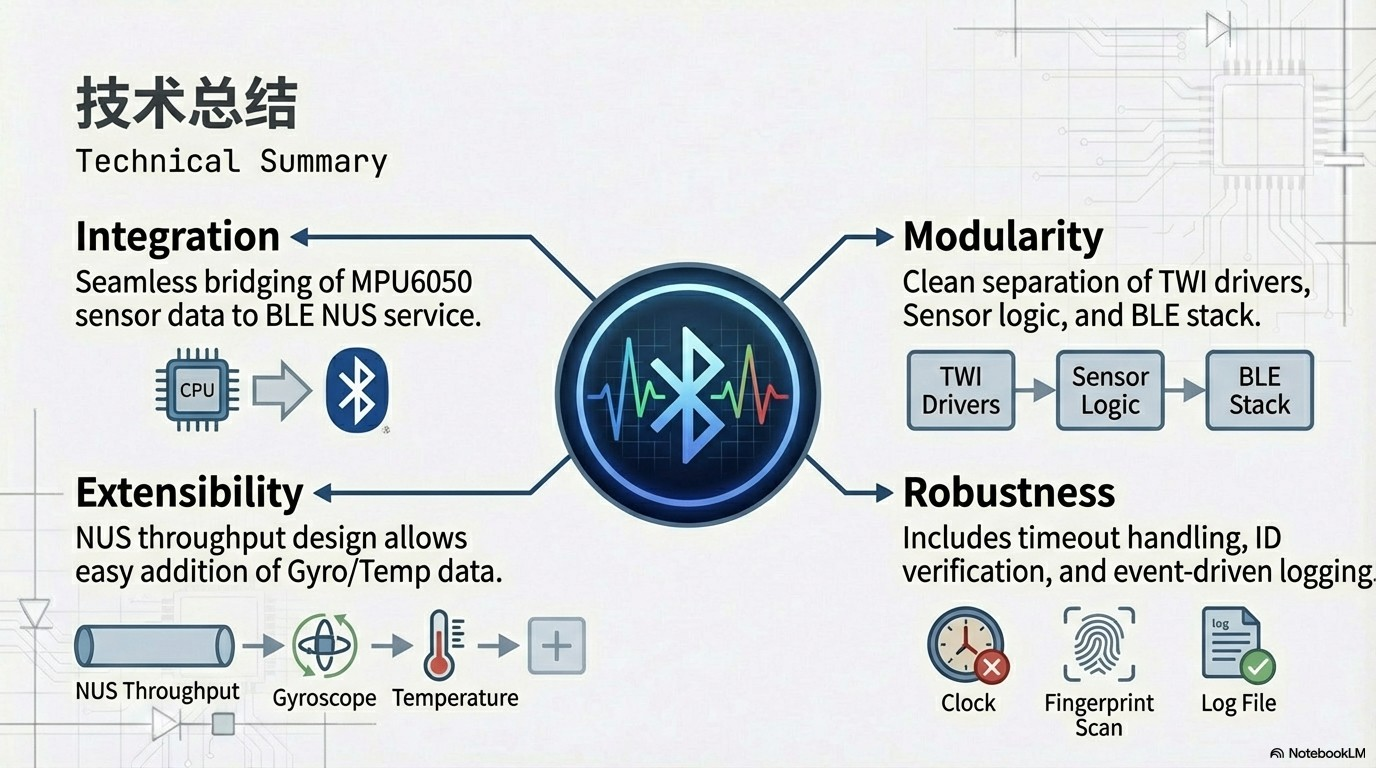 技术总结
Technical Summary
Integration
Seamless bridging of MPU6050
sensor data to BLE NUS service.
CPU
®
Extensibility
NUS throughput design allows
easy addition of Gyro/Temp data.
NUS Throughput
Gyroscope
Temperature
Modularity
Clean separation of TWI drivers,
Sensor logic, and BLE stack.
TWI
Drivers
Sensor
Logic
BLE
Stack
Robustness
Includes timeout handling, ID
verification, and event-driven logging.
log
Clock
Fingerprint
Scan
Log File
NotebookLM